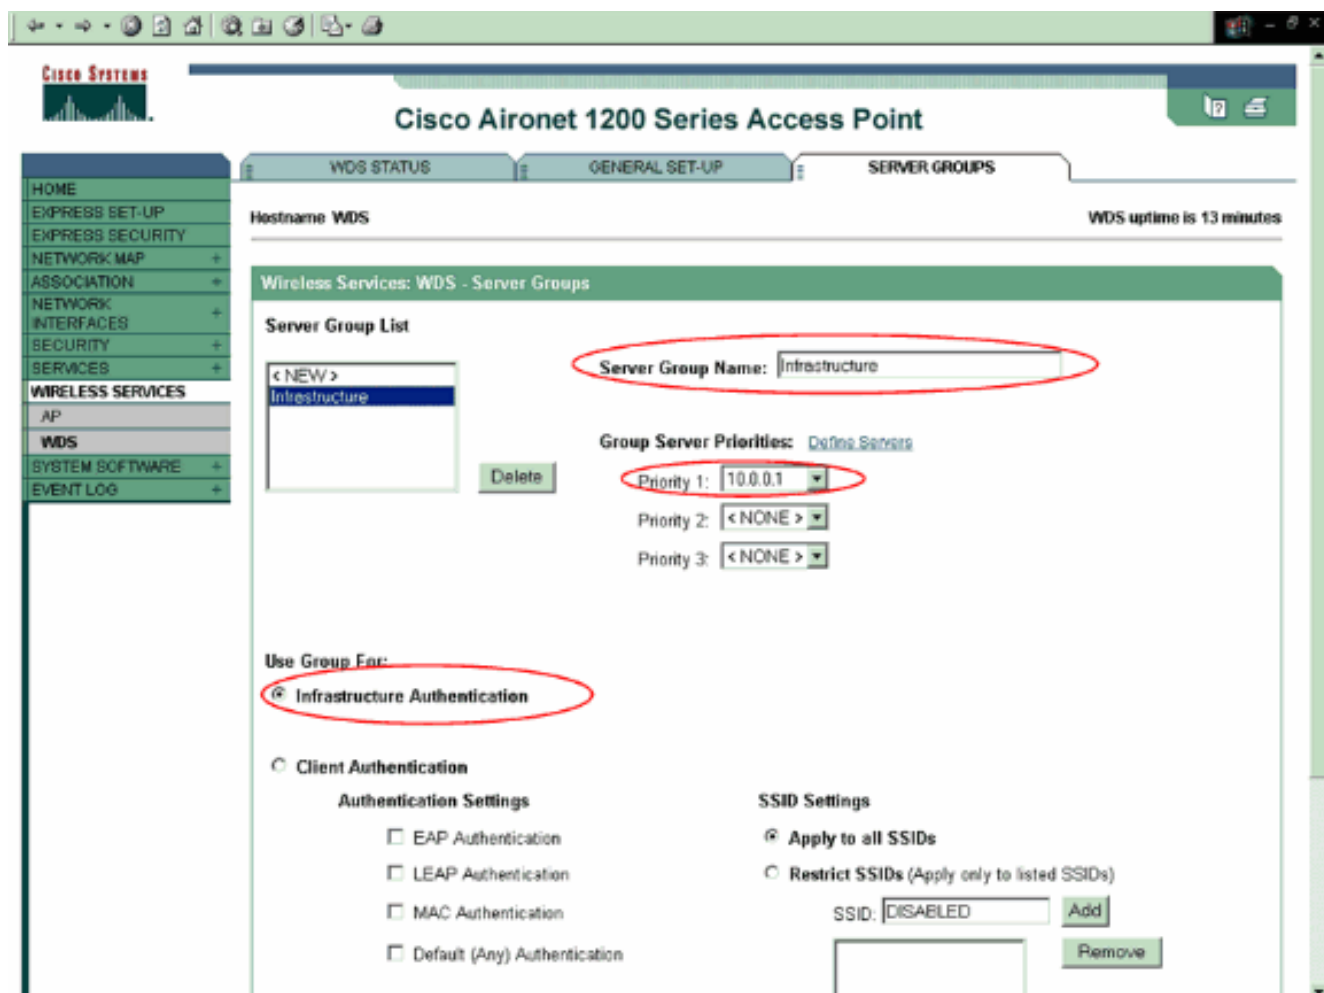 CISCO SYSTEMS
Cisco Aironet 1200 Series Access Point
WDS STATUS
GENERAL SET-UP
SERVER GROUPS
HOME
EXPRESS SET-UP
EXPRESS SECURITY
NETWORK MAP +
ASSOCIATION +
NETWORK
INTERFACES +
SECURITY +
SERVICES +
WIRELESS SERVICES
AP
WDS
SYSTEM SOFTWARE +
EVENT LOG +
Hostname WDS
WDS uptime is 13 minutes
Wireless Services: WDS - Server Groups
Server Group List
< NEW >
Infrastructure
Delete
Server Group Name: Infrastructure
Group Server Priorities: Define Servers
Priority 1: 10.0.0.1
Priority 2: < NONE >
Priority 3: < NONE >
Use Group For:
Infrastructure Authentication
Client Authentication
Authentication Settings
EAP Authentication
LEAP Authentication
MAC Authentication
Default (Any) Authentication
SSID Settings
Apply to all SSIDs
Restrict SSIDs (Apply only to listed SSIDs)
SSID: DISABLED Add
Remove